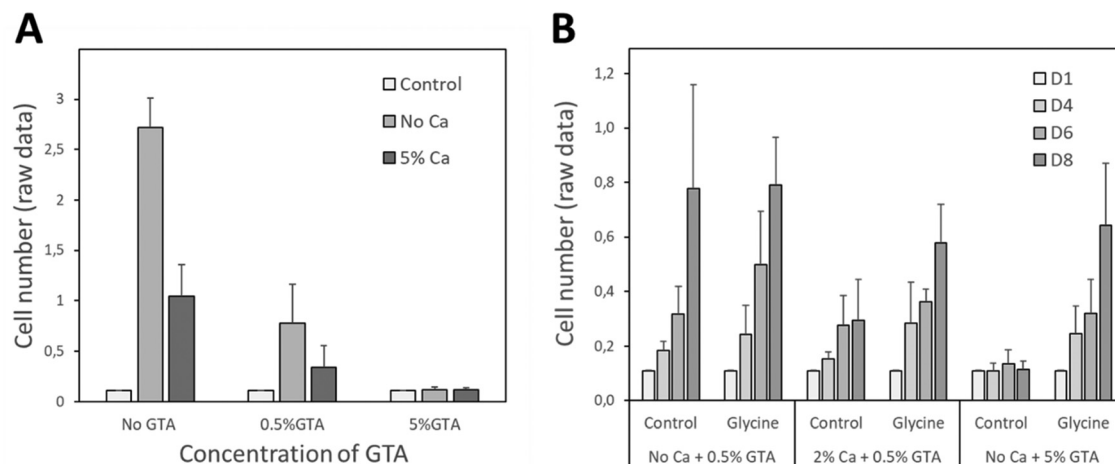 A
Cell number (raw data)
3
2,5
2
1,5
1
0,5
0
Control
No Ca
5% Ca
No GTA
0.5%GTA
5%GTA
Concentration of GTA
B
Cell number (raw data)
1,2
1,0
0,8
0,6
0,4
0,2
0,0
D1
D4
D6
D8
Control Glycine Control Glycine Control Glycine
No Ca + 0.5% GTA 2% Ca + 0.5% GTA No Ca + 5% GTA